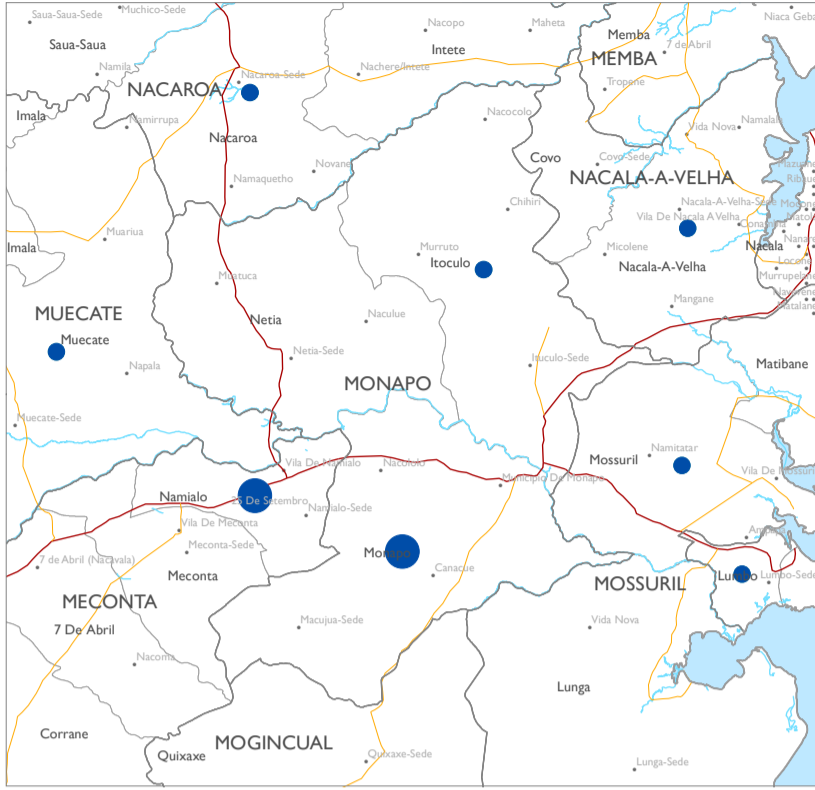 Saua-Saua-Sede
Muchico-Sede
Saua-Saua
Namila
Nacopo
Intete
Maheta
Memba
7 de Abril
MEMBA
Niaca Geba
Nachere/Intete
Nacaroa-Sede
NACAROA
Tropene
Imala
Namirrupa
Nacaroa
Nacocolo
Vida Nova
Namalala
Novane
Covo
Covo-Sede
NACALA-A-VELHA
Namaquetho
Chihiri
Nacala-A-Velha-Sede
Vila De Nacala A Velha
Muariua
Imala
Murruto
Itoculo
Micolene
Nacala-A-Velha
Nacala
Nanare
Locone
Murrupelane
Muatuca
Mangane
Matalane
MUECATE
Muecate
Netia
Naculue
Netia-Sede
Ituculo-Sede
Matibane
Napala
MONAPO
Muecate-Sede
Mossuril
Namitatar
Vila De Namialo
Nacololo
Municipio De Monapo
Vila De Mossuril
Namialo
25 De Setembro
Namialo-Sede
Vila De Meconta
Meconta-Sede
Monapo
7 de Abril (Nacavala)
Meconta
Canacue
MOSSURIL
Lumbo
Lumbo-Sede
MECONTA
7 De Abril
Macujua-Sede
Vida Nova
Nacoma
Lunga
Corrane
MOGINCUAL
Quixaxe
Quixaxe-Sede
Lunga-Sede